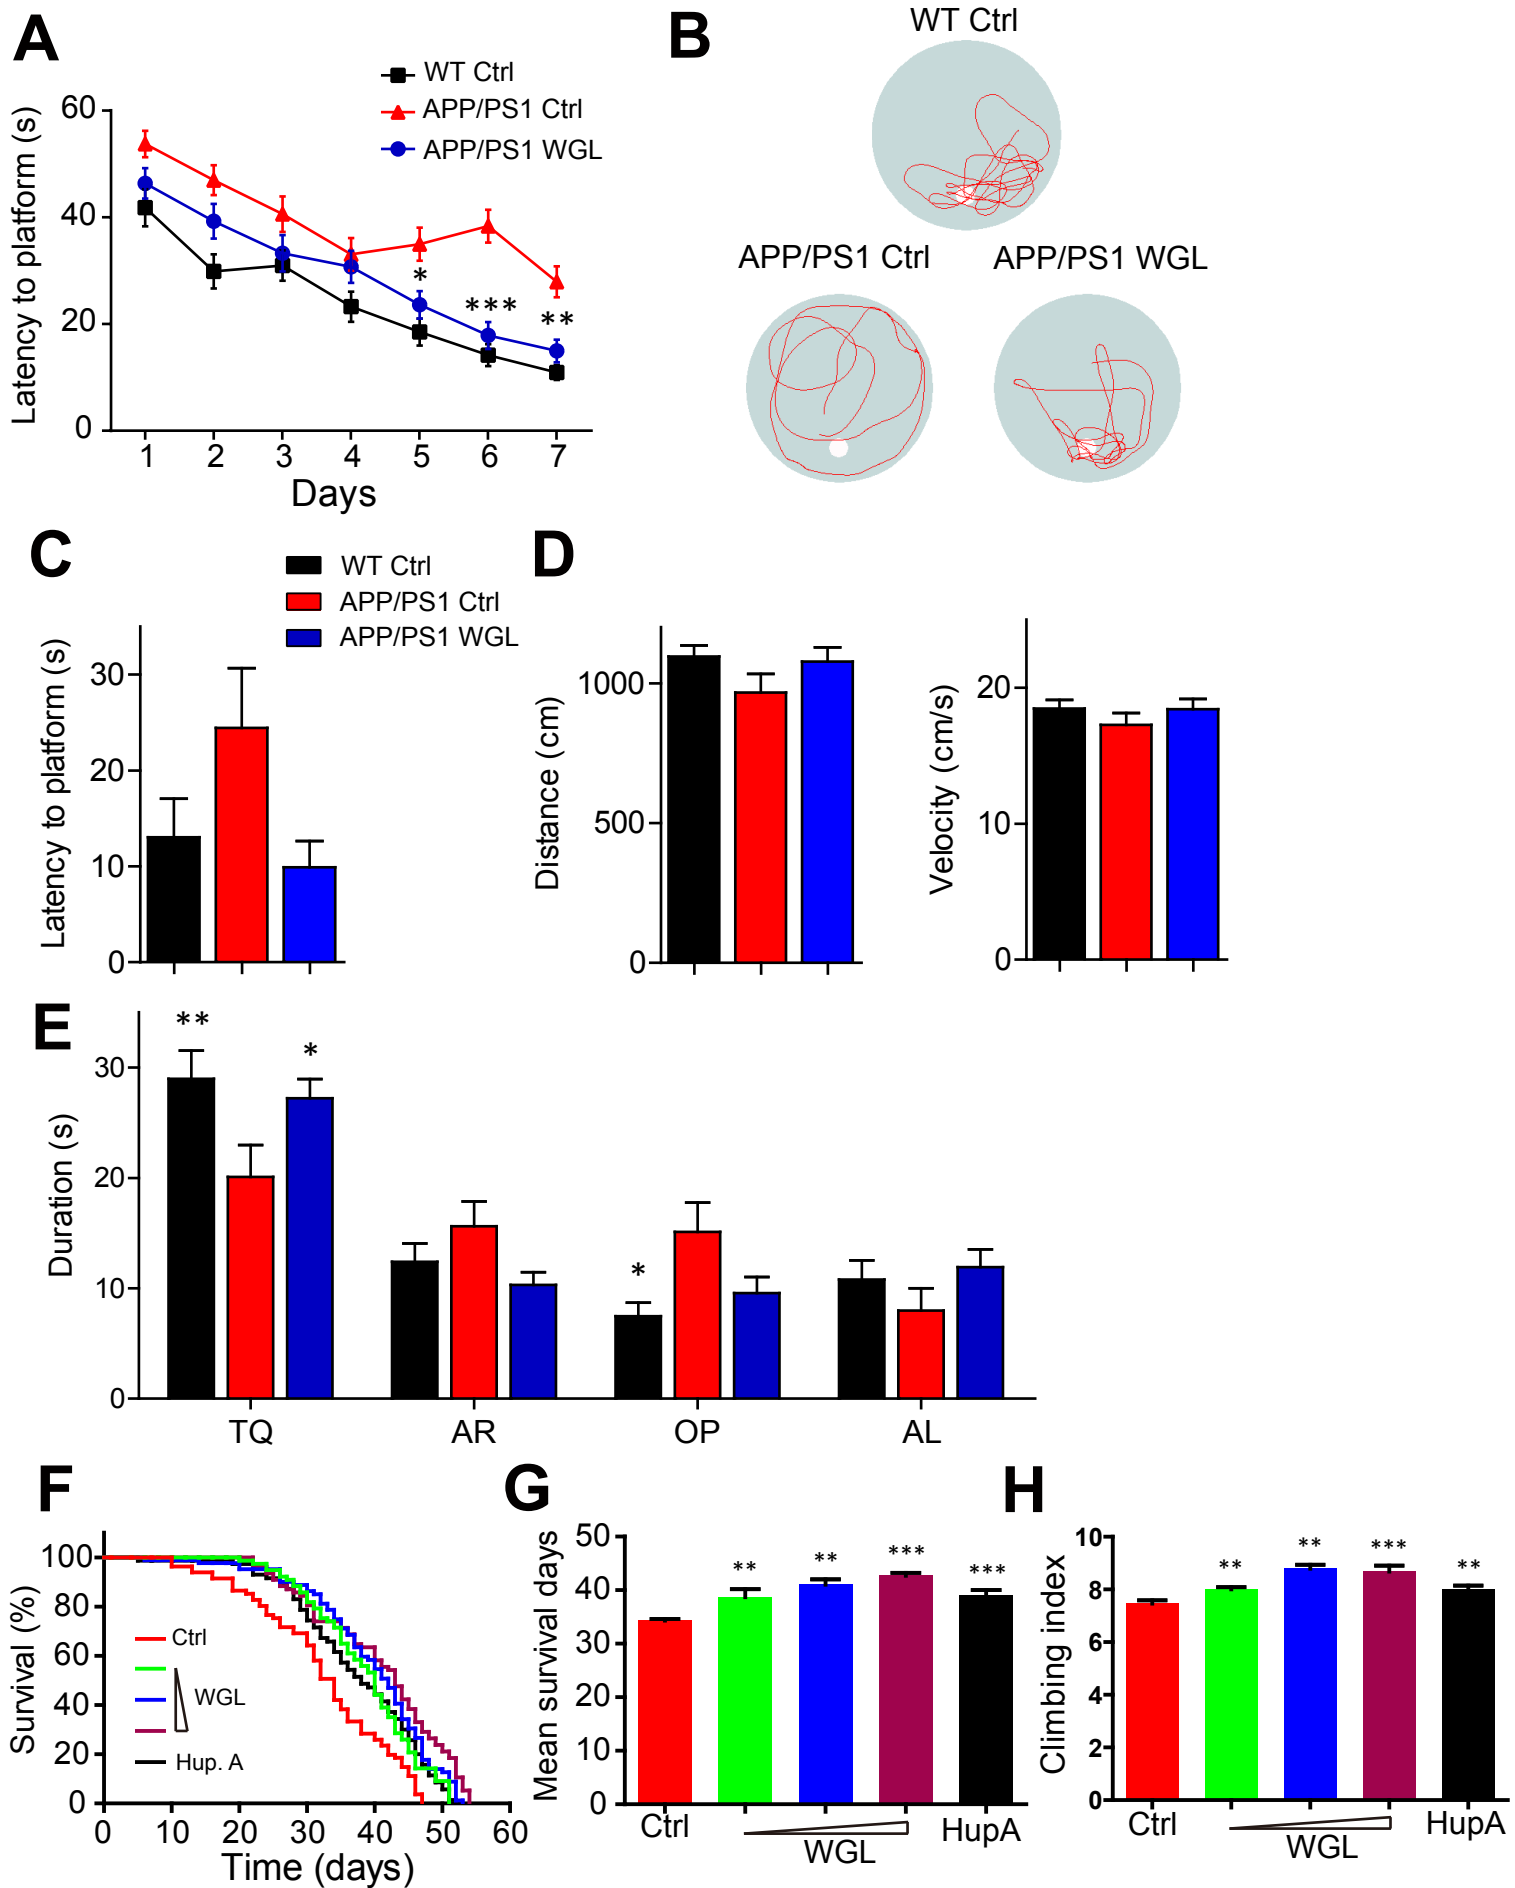 A
WT Ctrl
APP/PS1 Ctrl
APP/PS1 WGL
Latency to platform (s)
60
40
20
0
*
***
**
1 2 3 4 5 6 7
Days
B
WT Ctrl
APP/PS1 Ctrl
APP/PS1 WGL
C
WT Ctrl
APP/PS1 Ctrl
APP/PS1 WGL
Latency to platform (s)
30
20
10
0
D
Distance (cm)
1000
500
0
Velocity (cm/s)
20
10
0
E
Duration (s)
30
20
10
0
**
*
*
TQ AR OP AL
F
Survival (%)
100
80
60
40
20
0
Ctrl
WGL
Hup. A
0 10 20 30 40 50 60
Time (days)
G
Mean survival days
50
40
30
20
10
0
**
**
***
***
Ctrl
WGL
HupA
H
Climbing index
10
8
6
4
2
0
**
**
***
**
Ctrl
WGL
HupA